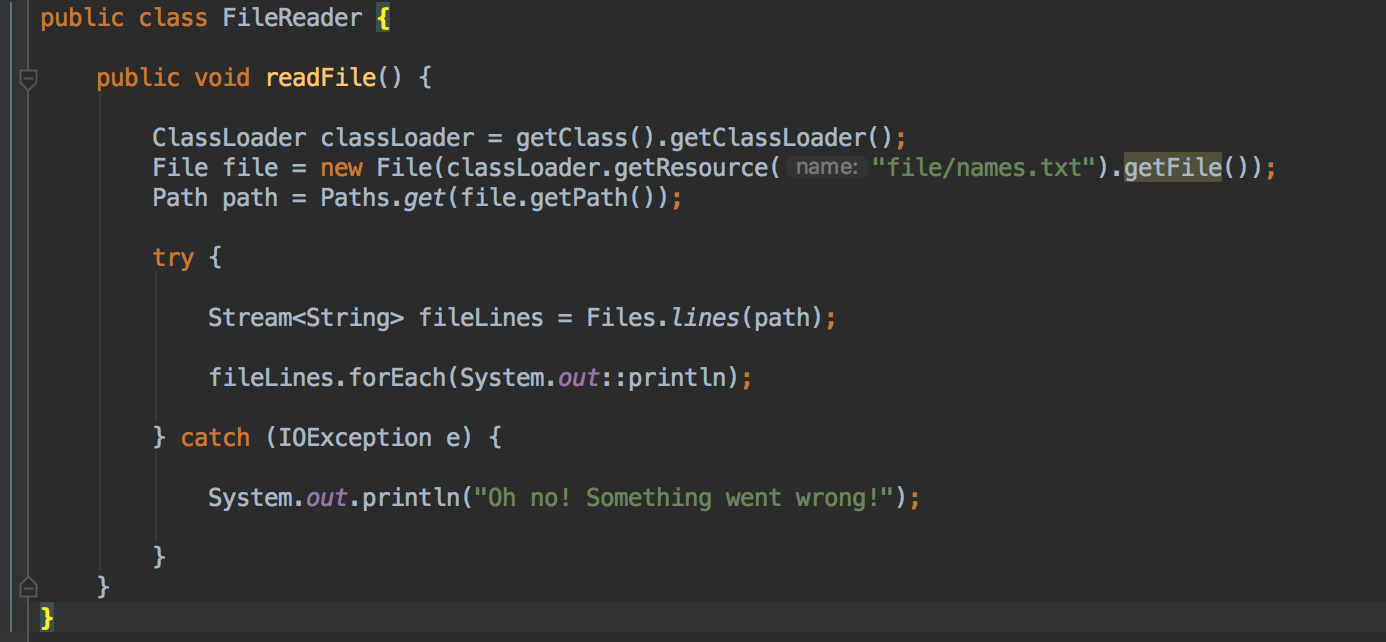 public class FileReader {
public void readFile() {
ClassLoader classLoader = getClass().getClassLoader();
File file = new File(classLoader.getResource( name: "file/names.txt").getFile());
Path path = Paths.get(file.getPath());
try {
Stream<String> fileLines = Files.lines(path);
fileLines.forEach(System.out::println);
} catch (IOException e) {
System.out.println("Oh no! Something went wrong!");
}
}
}